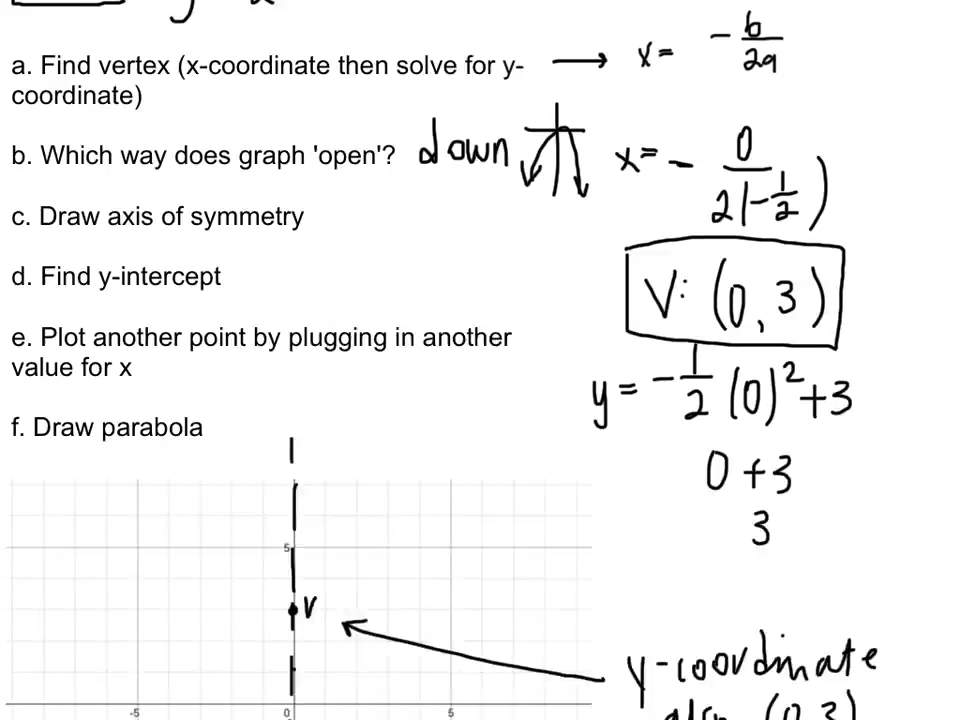 a. Find vertex (x-coordinate then solve for y-
coordinate)
x = - b/2a
b. Which way does graph 'open'? down
x = - 0/2(-1/2)
c. Draw axis of symmetry
d. Find y-intercept
V: (0, 3)
e. Plot another point by plugging in another
value for x
y = -1/2 (0)² + 3
f. Draw parabola
0 + 3
3
5
V
y-coordinate
-5 0 5
(0, 3)